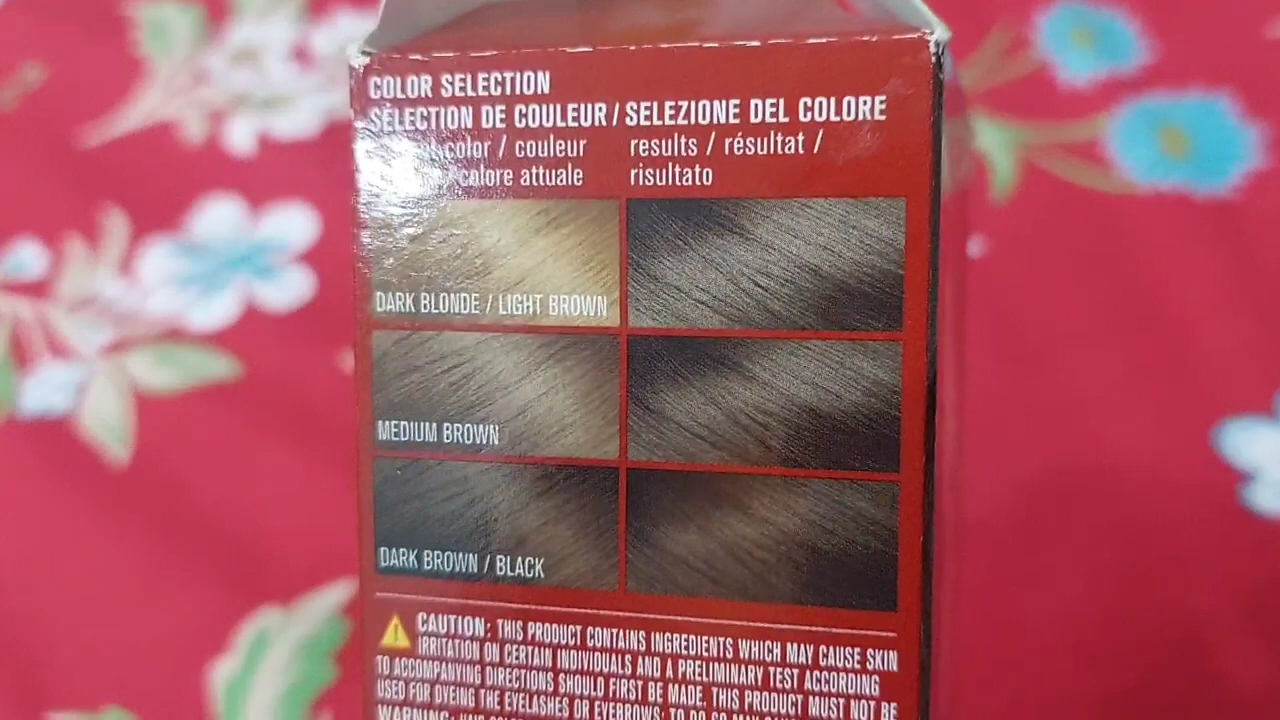 COLOR SELECTION
SÉLECTION DE COULEUR / SELEZIONE DEL COLORE
color / couleur
colore attuale
results / résultat /
risultato
DARK BLONDE / LIGHT BROWN
MEDIUM BROWN
DARK BROWN / BLACK
CAUTION: THIS PRODUCT CONTAINS INGREDIENTS WHICH MAY CAUSE SKIN
IRRITATION ON CERTAIN INDIVIDUALS AND A PRELIMINARY TEST ACCORDING
TO ACCOMPANYING DIRECTIONS SHOULD FIRST BE MADE. THIS PRODUCT MUST NOT BE
USED FOR DYEING THE EYELASHES OR EYEBROWS; TO DO SO MAY
WARNING: